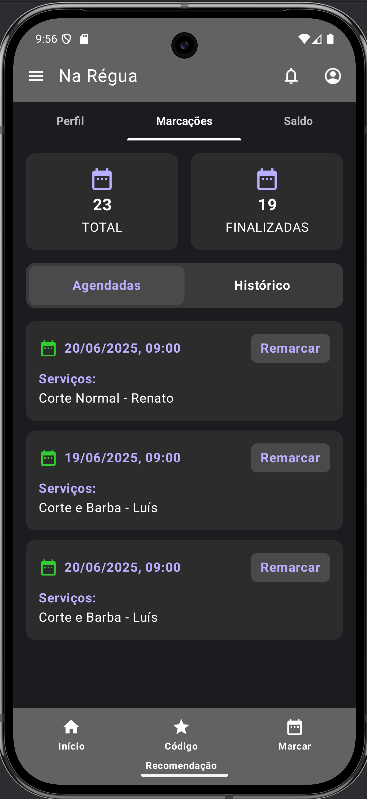 9:56
Na Régua
Perfil Marcações Saldo
23 19
TOTAL FINALIZADAS
Agendadas Histórico
20/06/2025, 09:00 Remarcar
Serviços:
Corte Normal - Renato
19/06/2025, 09:00 Remarcar
Serviços:
Corte e Barba - Luís
20/06/2025, 09:00 Remarcar
Serviços:
Corte e Barba - Luís
Início Código Marcar
Recomendação